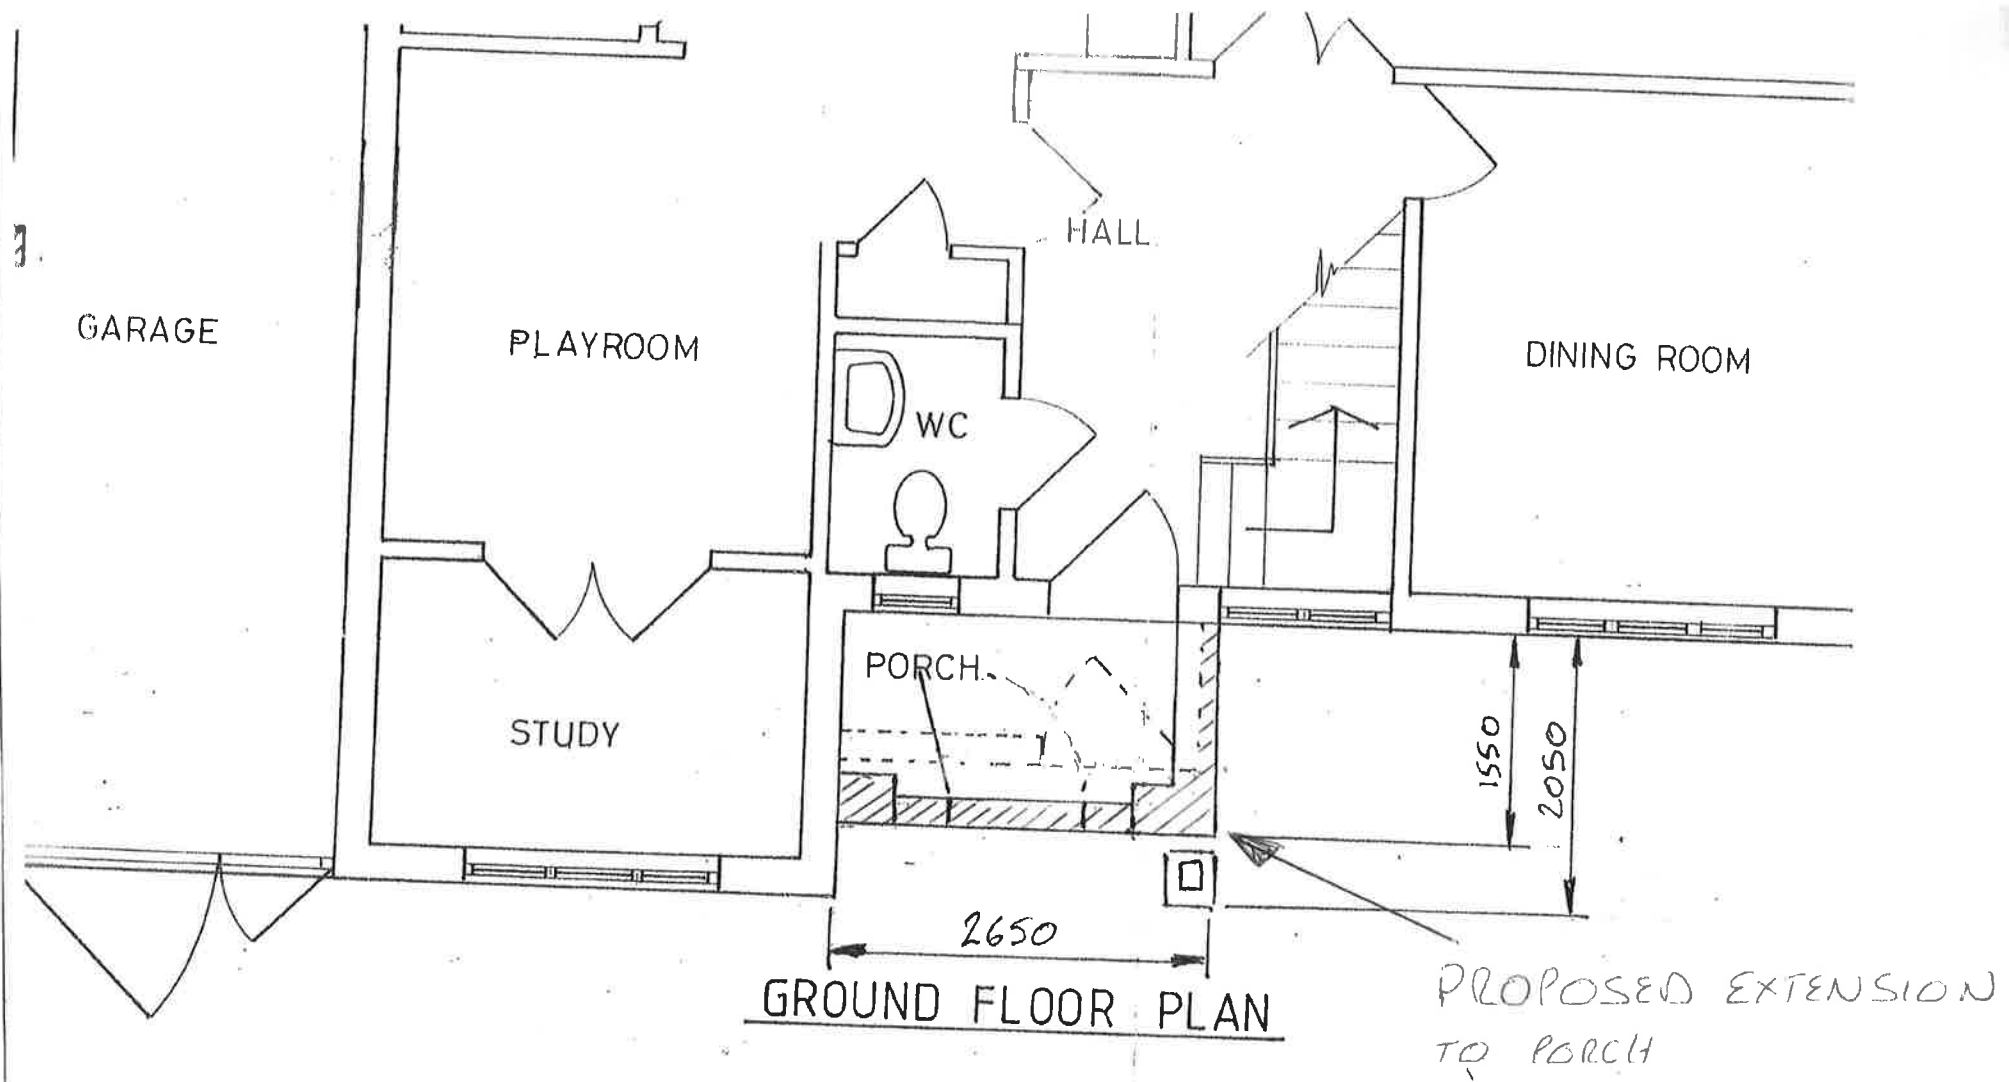 HALL
GARAGE
PLAYROOM
DINING ROOM
WC
PORCH
STUDY
1550
2050
2650
GROUND FLOOR PLAN
PROPOSED EXTENSION
TO PORCH